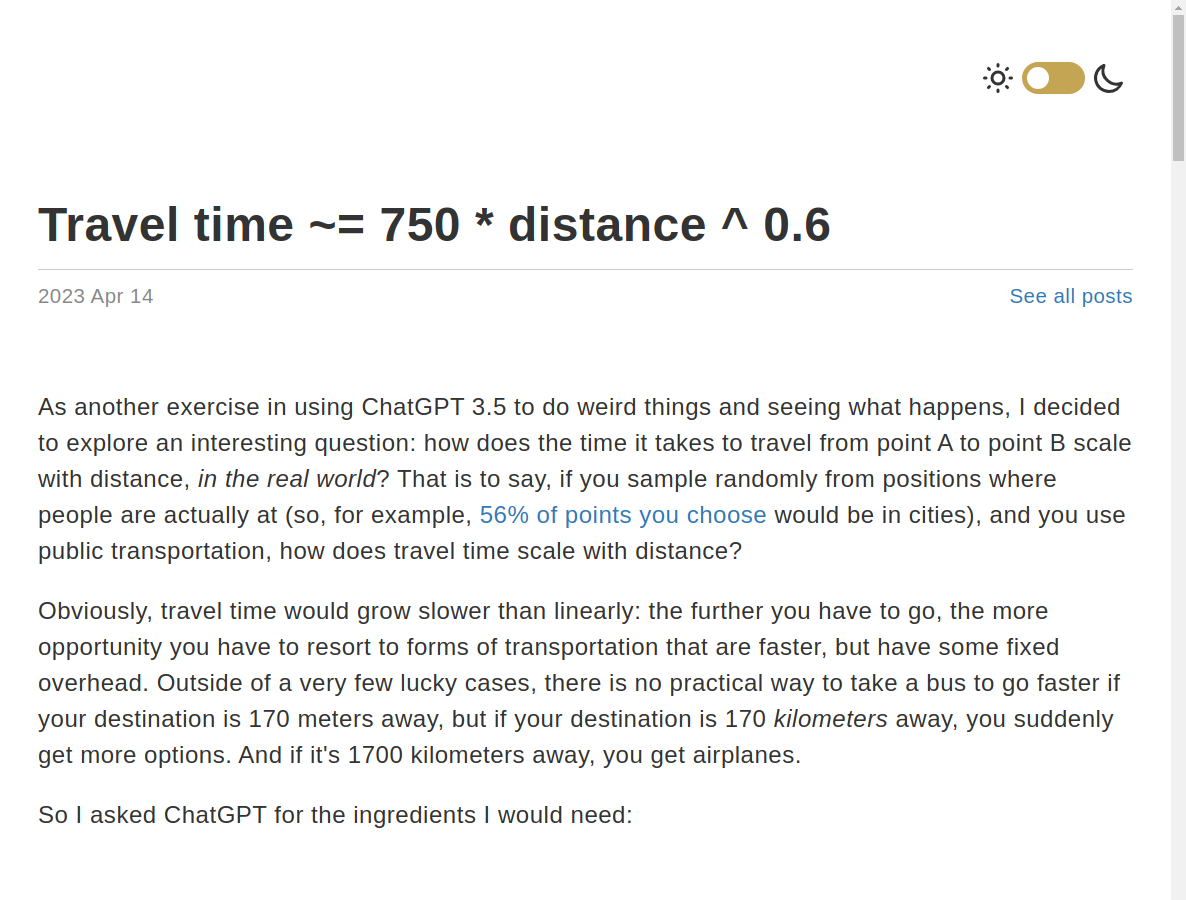 Travel time ~= 750 * distance ^ 0.6
2023 Apr 14
See all posts
As another exercise in using ChatGPT 3.5 to do weird things and seeing what happens, I decided
to explore an interesting question: how does the time it takes to travel from point A to point B scale
with distance, in the real world? That is to say, if you sample randomly from positions where
people are actually at (so, for example, 56% of points you choose would be in cities), and you use
public transportation, how does travel time scale with distance?
Obviously, travel time would grow slower than linearly: the further you have to go, the more
opportunity you have to resort to forms of transportation that are faster, but have some fixed
overhead. Outside of a very few lucky cases, there is no practical way to take a bus to go faster if
your destination is 170 meters away, but if your destination is 170 kilometers away, you suddenly
get more options. And if it's 1700 kilometers away, you get airplanes.
So I asked ChatGPT for the ingredients I would need: